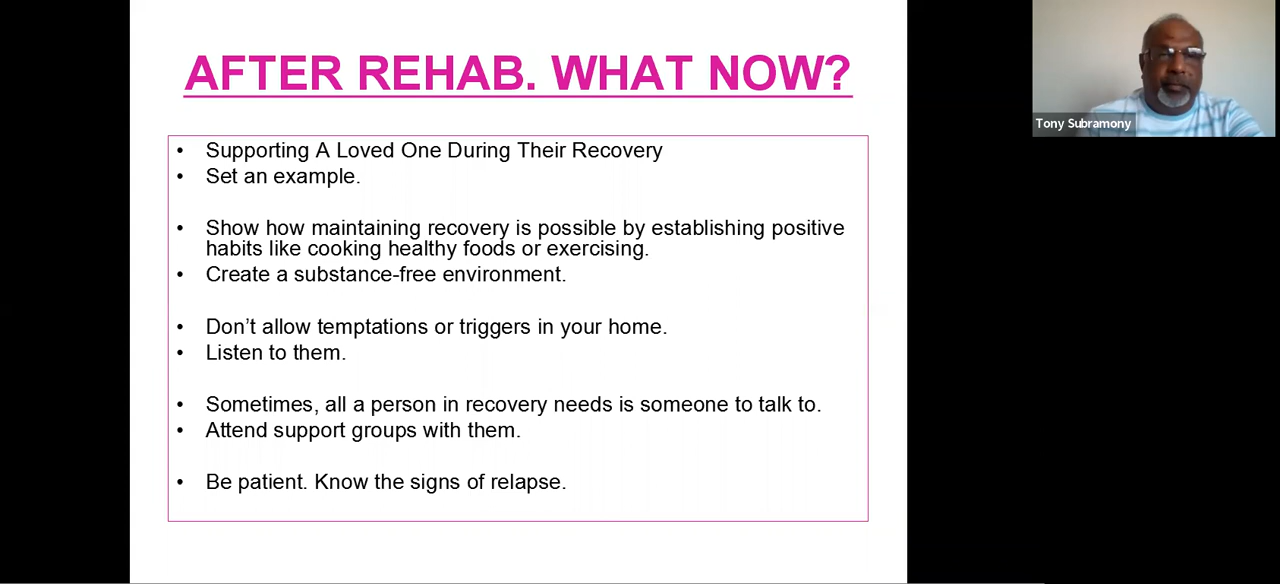 AFTER REHAB. WHAT NOW?
• Supporting A Loved One During Their Recovery
• Set an example.
• Show how maintaining recovery is possible by establishing positive
habits like cooking healthy foods or exercising.
• Create a substance-free environment.
• Don’t allow temptations or triggers in your home.
• Listen to them.
• Sometimes, all a person in recovery needs is someone to talk to.
• Attend support groups with them.
• Be patient. Know the signs of relapse.
Tony Subramony